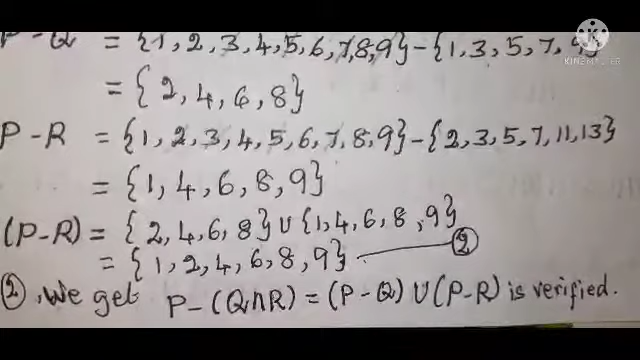 P - Q = {1, 2, 3, 4, 5, 6, 7, 8, 9} - {1, 3, 5, 7, 9}
= { 2, 4, 6, 8 }
P - R = {1, 2, 3, 4, 5, 6, 7, 8, 9} - {2, 3, 5, 7, 11, 13}
= {1, 4, 6, 8, 9}
(P - R) = { 2, 4, 6, 8 } ∪ {1, 4, 6, 8, 9}
= { 1, 2, 4, 6, 8, 9 } ②
②, We get P - (Q ∩ R) = (P - Q) ∪ (P - R) is verified.
KINEMASTER